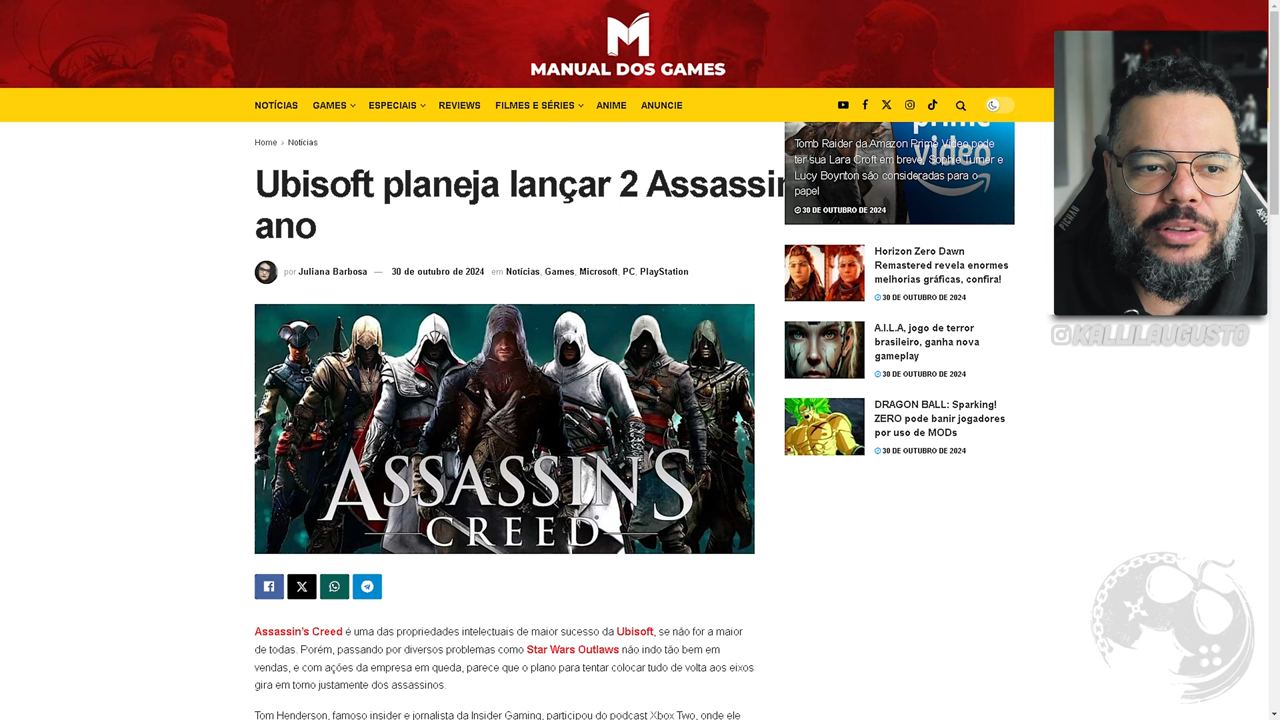 M
MANUAL DOS GAMES
NOTÍCIAS GAMES ESPECIAIS REVIEWS FILMES E SÉRIES ANIME ANUNCIE
Home > Notícias
Ubisoft planeja lançar 2 Assassin
ano
por Juliana Barbosa — 30 de outubro de 2024 em Notícias, Games, Microsoft, PC, PlayStation
ASSASSIN'S
CREED
Assassin's Creed é uma das propriedades intelectuais de maior sucesso da Ubisoft, se não for a maior
de todas. Porém, passando por diversos problemas como Star Wars Outlaws não indo tão bem em
vendas, e com ações da empresa em queda, parece que o plano para tentar colocar tudo de volta aos eixos
gira em torno justamente dos assassinos.
Tom Henderson, famoso insider e jornalista da Insider Gaming, participou do podcast Xbox Two, onde ele
prime
video
Tomb Raider da Amazon Prime Video pode
ter sua Lara Croft em breve; Sophie Turner e
Lucy Boynton são consideradas para o
papel
30 DE OUTUBRO DE 2024
Horizon Zero Dawn
Remastered revela enormes
melhorias gráficas, confira!
30 DE OUTUBRO DE 2024
A.I.L.A, jogo de terror
brasileiro, ganha nova
gameplay
30 DE OUTUBRO DE 2024
DRAGON BALL: Sparking!
ZERO pode banir jogadores
por uso de MODs
30 DE OUTUBRO DE 2024
PICHAU
KALLILAUGUSTO